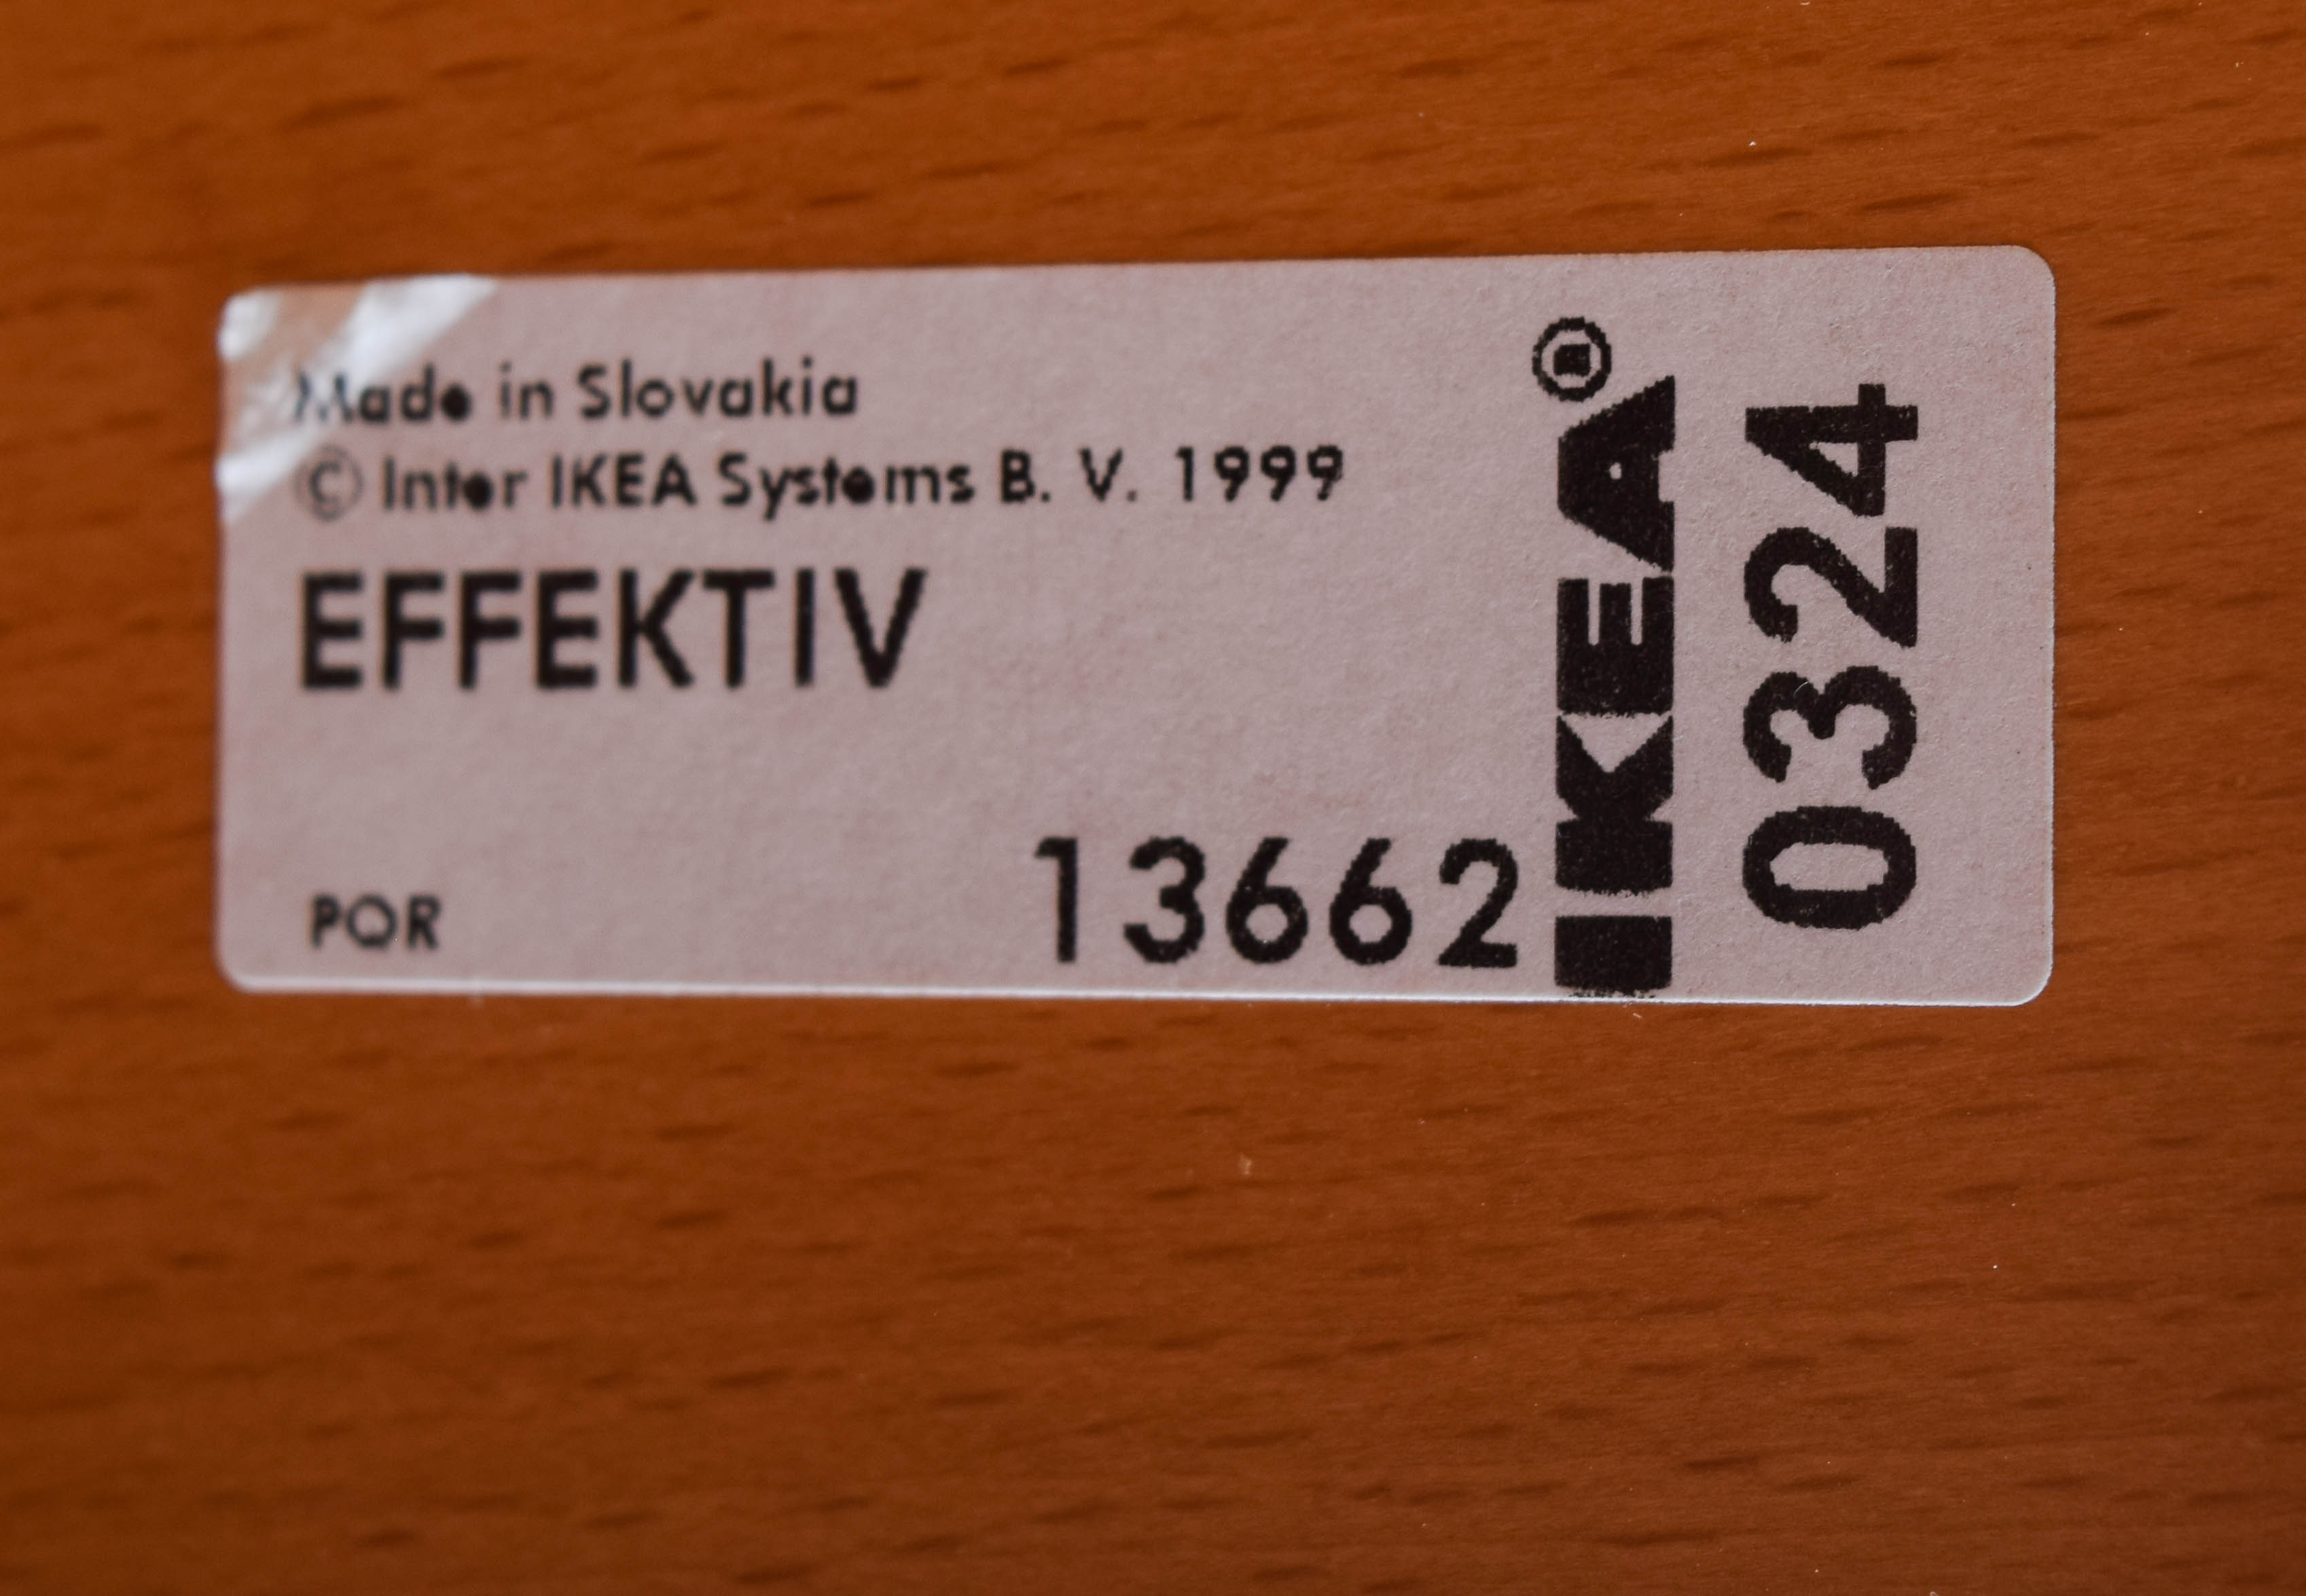 Made in Slovakia
© Inter IKEA Systems B. V. 1999
EFFEKTIV
PQR
13662
IKEA®
0324